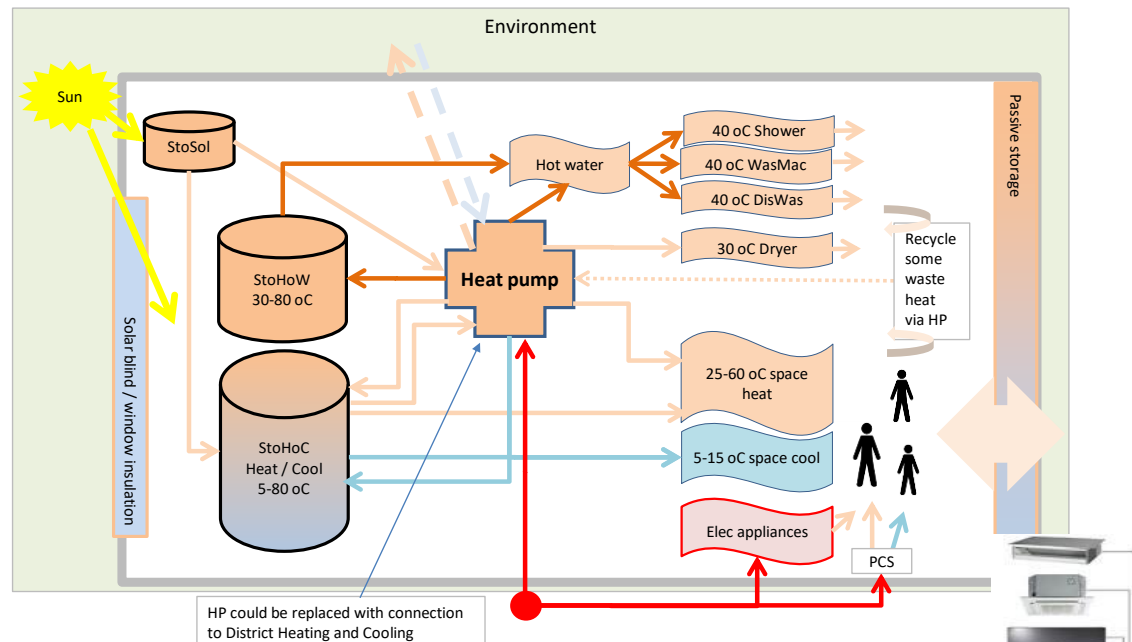 Environment
Sun
StoSol
Hot water
40 oC Shower
40 oC WasMac
40 oC DisWas
30 oC Dryer
Passive storage
Recycle
some
waste
heat
via HP
Heat pump
StoHoW
30-80 oC
Solar blind / window insulation
25-60 oC space
heat
StoHoC
Heat / Cool
5-80 oC
5-15 oC space cool
Elec appliances
PCS
HP could be replaced with connection
to District Heating and Cooling